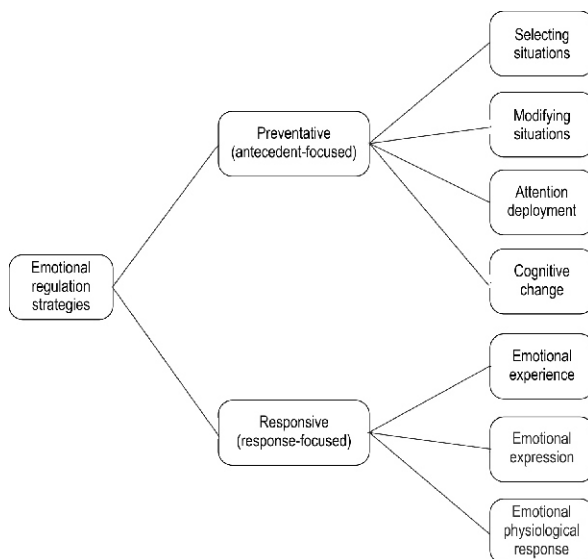 Selecting
situations
Modifying
situations
Preventative
(antecedent-focused)
Attention
deployment
Cognitive
change
Emotional
regulation
strategies
Emotional
experience
Responsive
(response-focused)
Emotional
expression
Emotional
physiological
response